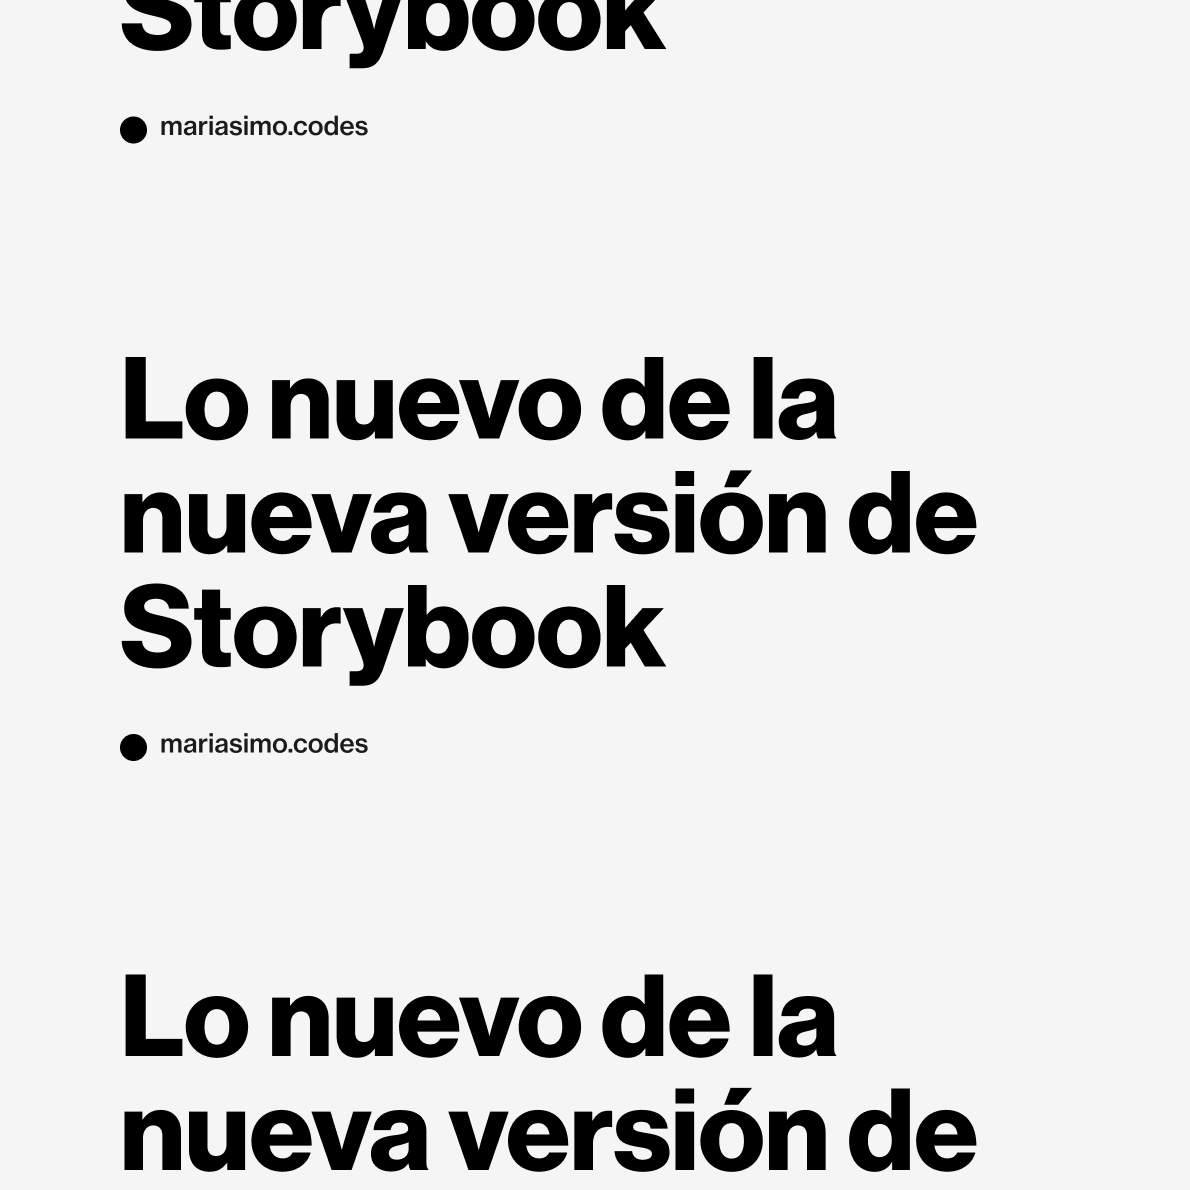 Storybook
mariasimo.codes
Lo nuevo de la
nueva versión de
Storybook
mariasimo.codes
Lo nuevo de la
nueva versión de